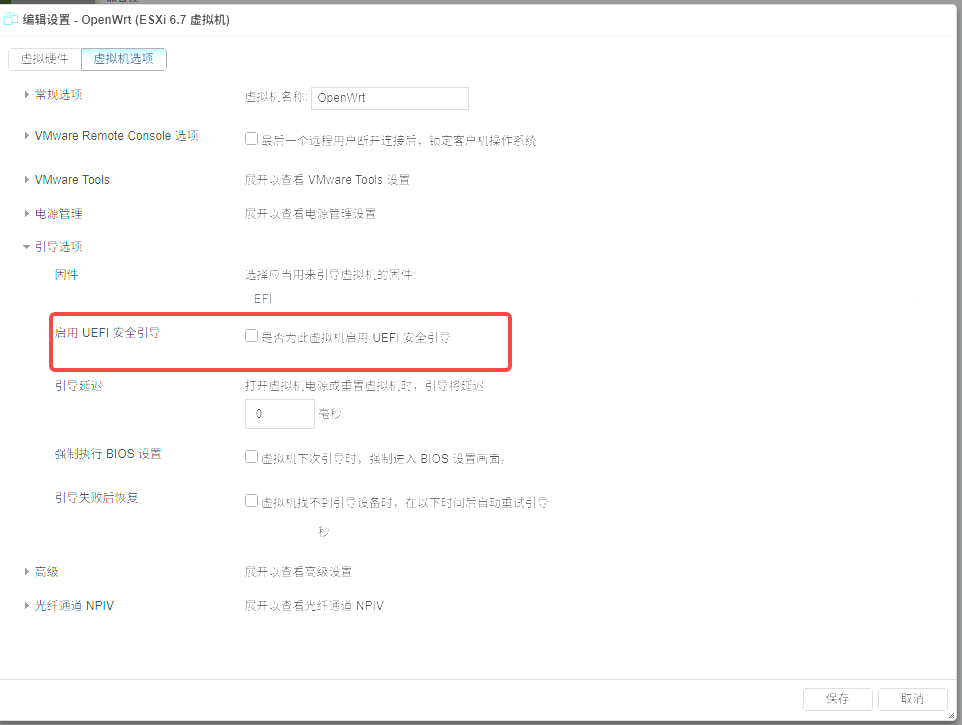 编辑设置 - OpenWrt (ESXi 6.7 虚拟机)
虚拟硬件 虚拟机选项
常规选项 虚拟机名称: OpenWrt
VMware Remote Console 选项 最后一个远程用户断开连接后，锁定客户机操作系统
VMware Tools 展开以查看 VMware Tools 设置
电源管理 展开以查看电源管理设置
引导选项
固件 选择应当用来引导虚拟机的固件:
EFI
启用 UEFI 安全引导 是否为此虚拟机启用 UEFI 安全引导
引导延迟 打开虚拟机电源或重置虚拟机时，引导将延迟
0 毫秒
强制执行 BIOS 设置 虚拟机下次引导时，强制进入 BIOS 设置画面。
引导失败后恢复 虚拟机找不到引导设备时，在以下时间后自动重试引导
秒
高级 展开以查看高级设置
光纤通道 NPIV 展开以查看光纤通道 NPIV
保存 取消